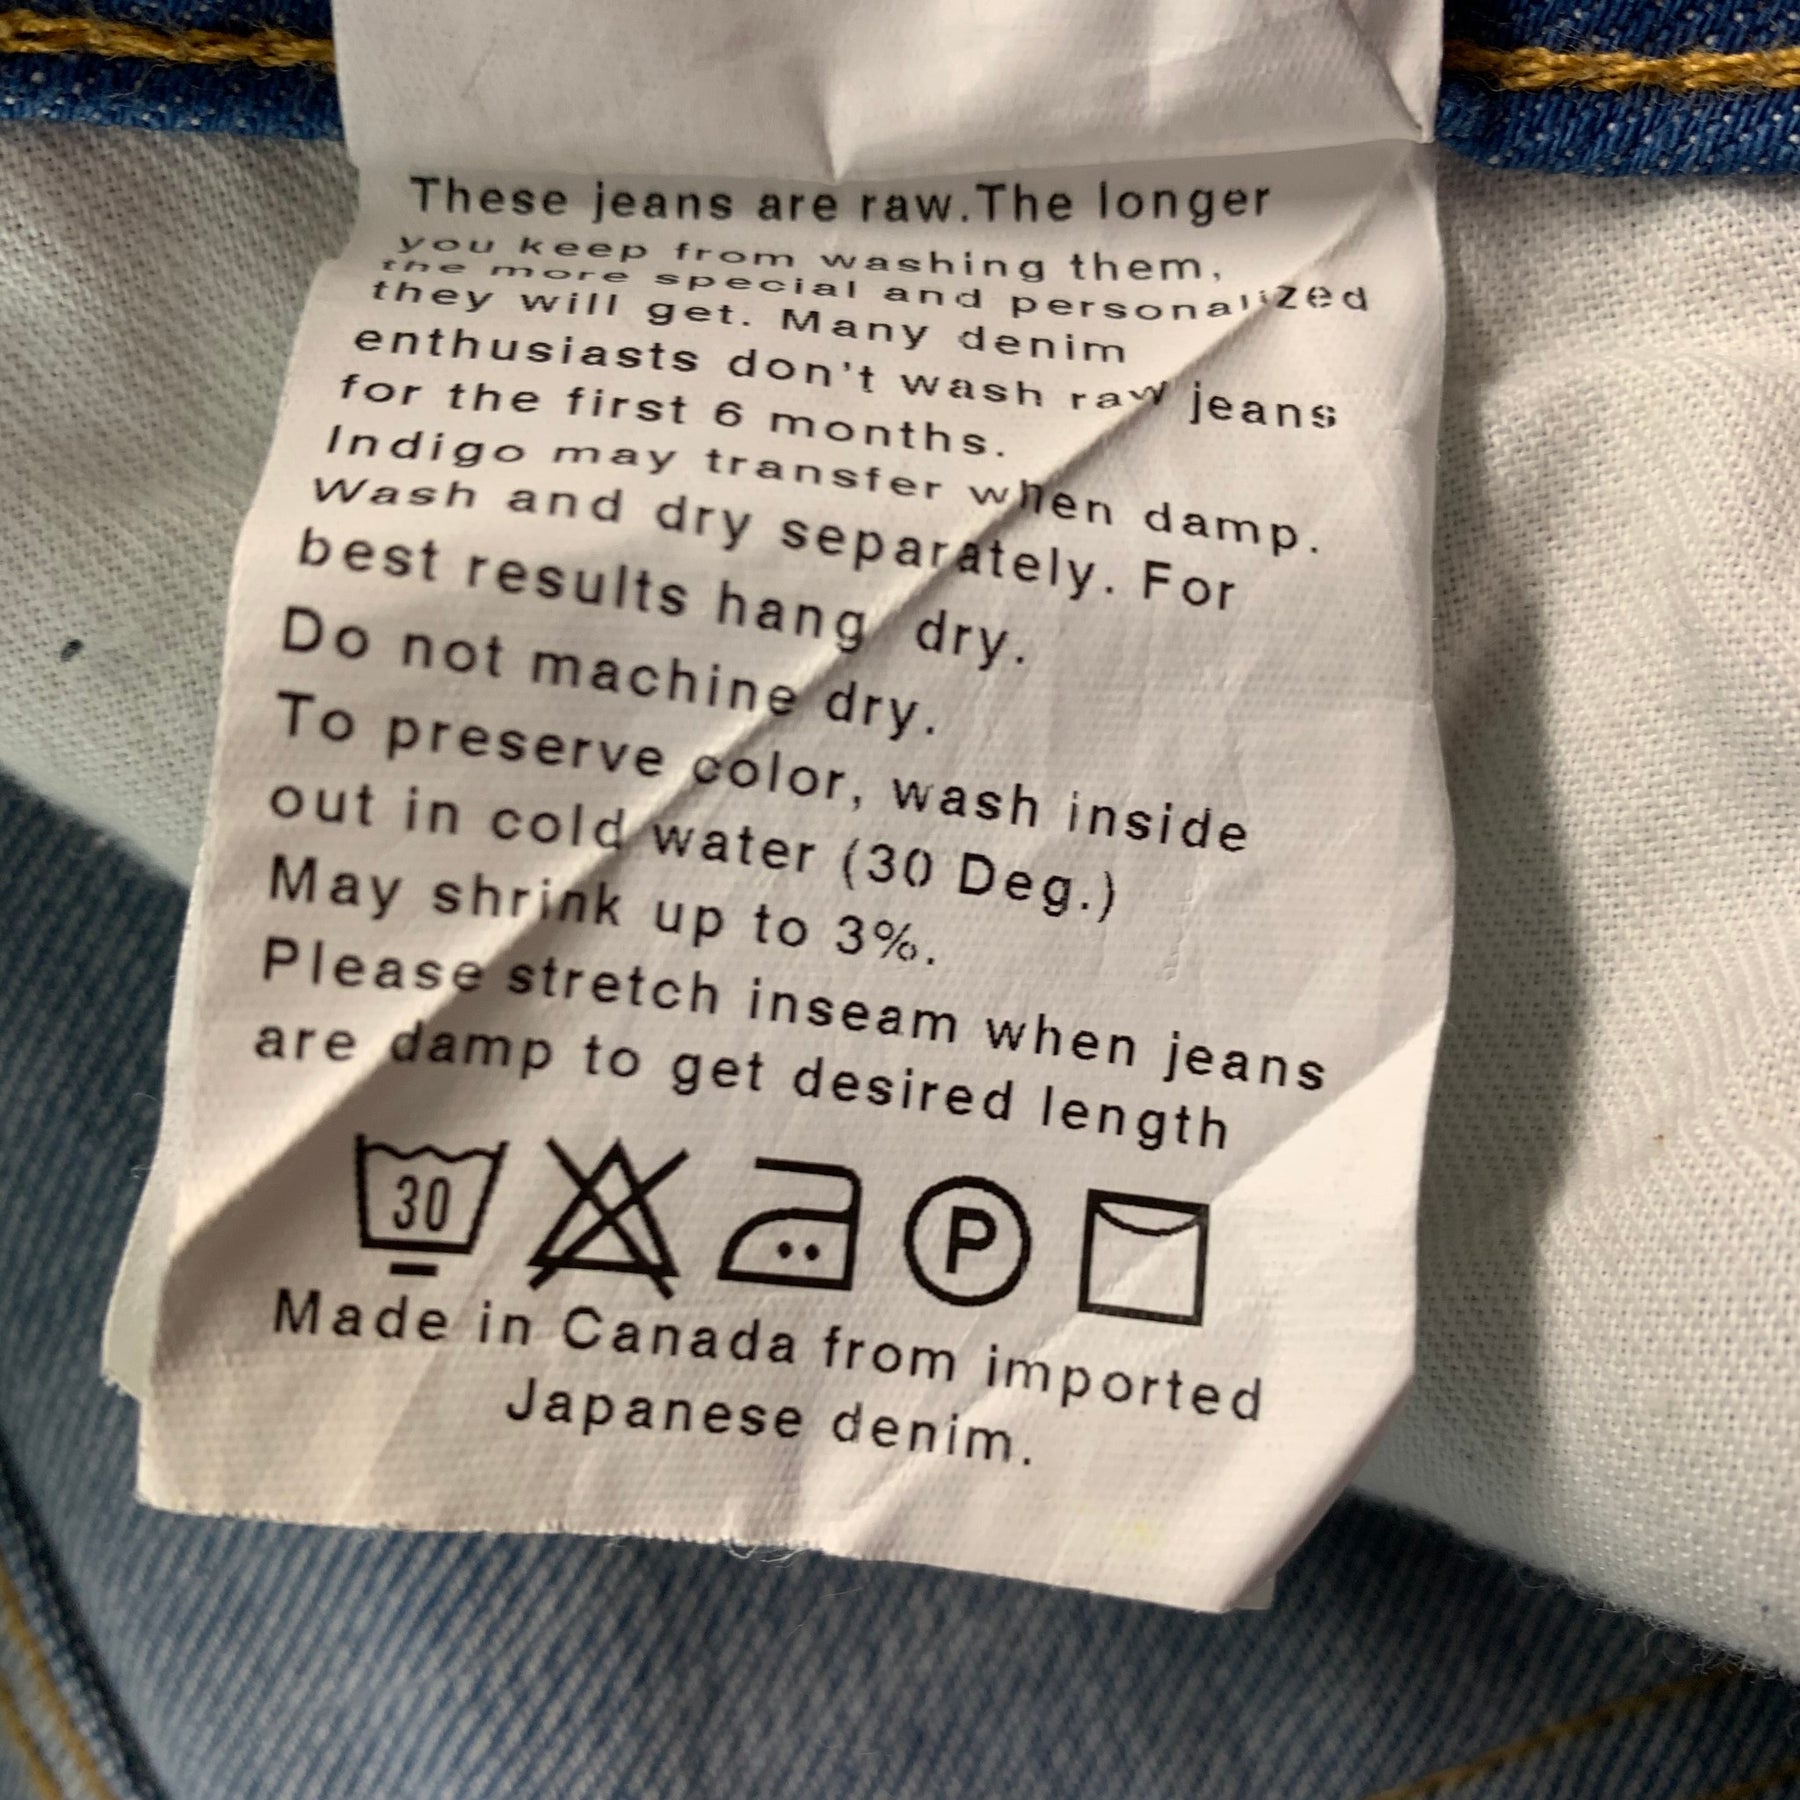 These jeans are raw.The longer
you keep from washing them,
the more special and personalized
they will get. Many denim
enthusiasts don't wash raw jeans
for the first 6 months.
Indigo may transfer when damp.
Wash and dry separately. For
best results hang dry.
Do not machine dry.
To preserve color, wash inside
out in cold water (30 Deg.)
May shrink up to 3%.
Please stretch inseam when jeans
are damp to get desired length
30 P
Made in Canada from imported
Japanese denim.